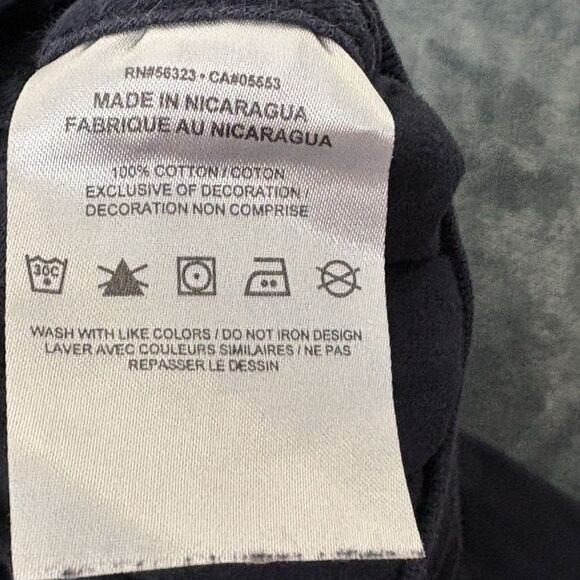 RN#56323 • CA#05553
MADE IN NICARAGUA
FABRIQUE AU NICARAGUA
100% COTTON / COTON
EXCLUSIVE OF DECORATION /
DECORATION NON COMPRISE
30C
WASH WITH LIKE COLORS / DO NOT IRON DESIGN
LAVER AVEC COULEURS SIMILAIRES / NE PAS
REPASSER LE DESSIN